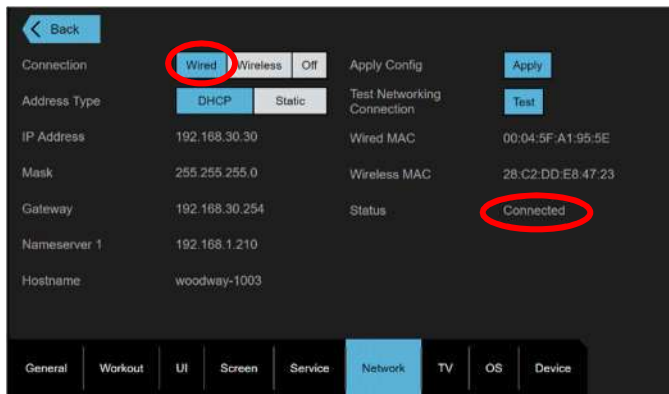 Back
Connection Wired Wireless Off Apply Config Apply
Address Type DHCP Static Test Networking Connection Test
IP Address 192.168.30.30 Wired MAC 00:04:5F:A1:95:5E
Mask 255.255.255.0 Wireless MAC 28:C2:DD:E8:47:23
Gateway 192.168.30.254 Status Connected
Nameserver 1 192.168.1.210
Hostname woodway-1003
General Workout UI Screen Service Network TV OS Device